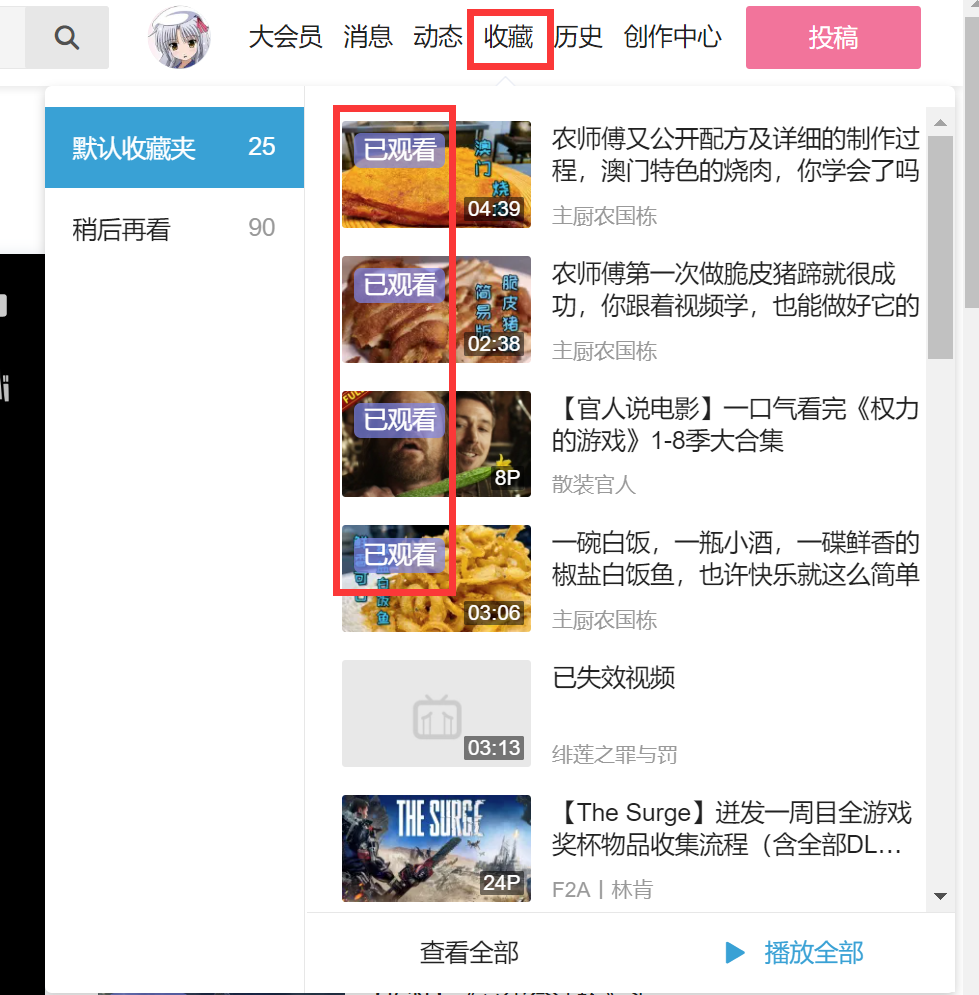 大会员 消息 动态 收藏 历史 创作中心 投稿
默认收藏夹 25
稍后再看 90
已观看
澳门
烧
04:39
农师傅又公开配方及详细的制作过
程，澳门特色的烧肉，你学会了吗
主厨农国栋
已观看
脆皮猪
简易版
02:38
农师傅第一次做脆皮猪蹄就很成
功，你跟着视频学，也能做好它的
主厨农国栋
FULL
已观看
8P
【官人说电影】一口气看完《权力
的游戏》1-8季大合集
散装官人
已观看
白饭鱼
03:06
一碗白饭，一瓶小酒，一碟鲜香的
椒盐白饭鱼，也许快乐就这么简单
主厨农国栋
03:13
已失效视频
绯莲之罪与罚
THE SURGE
24P
【The Surge】迸发一周目全游戏
奖杯物品收集流程（含全部DL…
F2A丨林肯
查看全部
播放全部